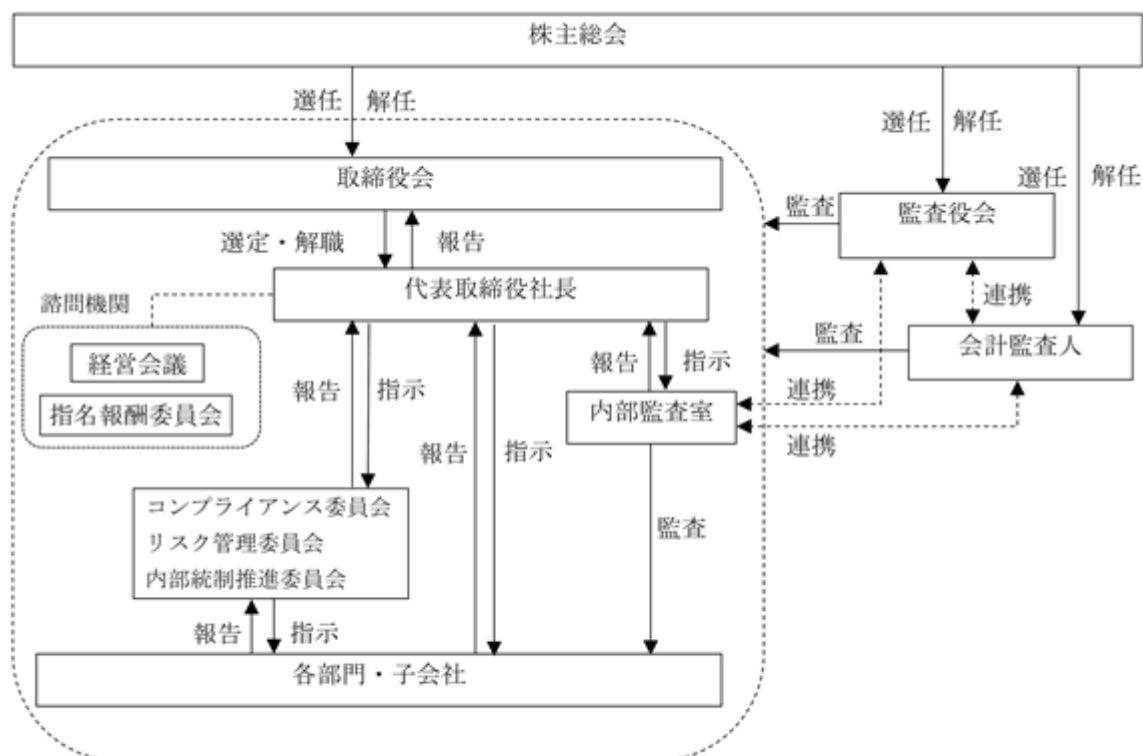 株主総会
選任
解任
選任
解任
選任
解任
取締役会
監査役会
監査
選定・解職
報告
代表取締役社長
連携
諮問機関
経営会議
指名報酬委員会
報告
指示
報告
指示
監査
会計監査人
内部監査室
連携
連携
報告
指示
コンプライアンス委員会
リスク管理委員会
内部統制推進委員会
監査
報告
指示
各部門・子会社